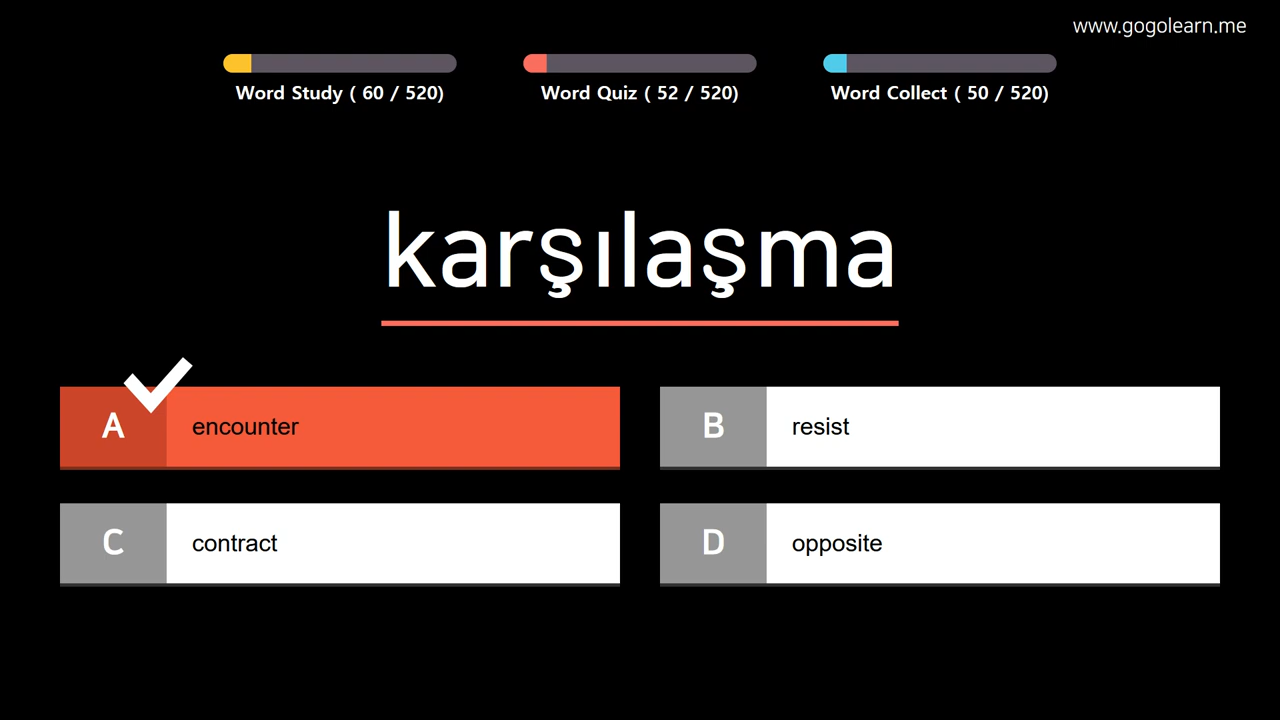 www.gogolearn.me
Word Study ( 60 / 520)
Word Quiz ( 52 / 520)
Word Collect ( 50 / 520)
karşılaşma
A encounter
B resist
C contract
D opposite